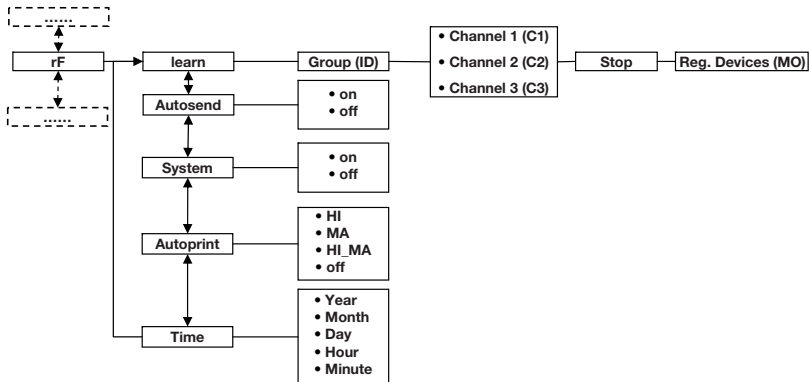 ......
rF
......
learn
Group (ID)
• Channel 1 (C1)
• Channel 2 (C2)
• Channel 3 (C3)
Stop
Reg. Devices (MO)
Autosend
• on
• off
System
• on
• off
Autoprint
• HI
• MA
• HI_MA
• off
Time
• Year
• Month
• Day
• Hour
• Minute